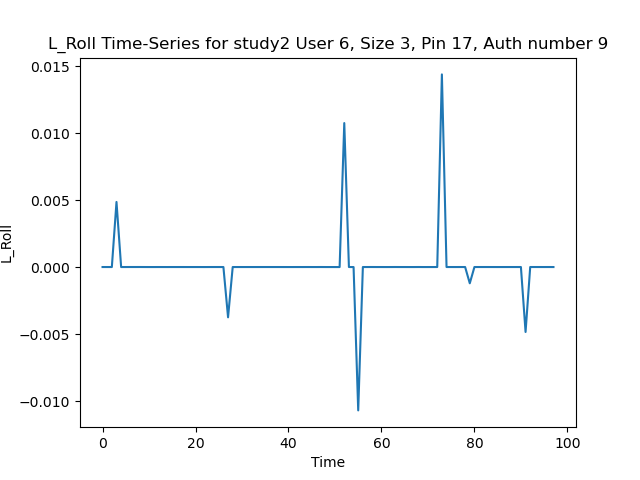 L_Roll Time-Series for study2 User 6, Size 3, Pin 17, Auth number 9
0.015
0.010
0.005
0.000
−0.005
−0.010
L_Roll
0 20 40 60 80 100
Time